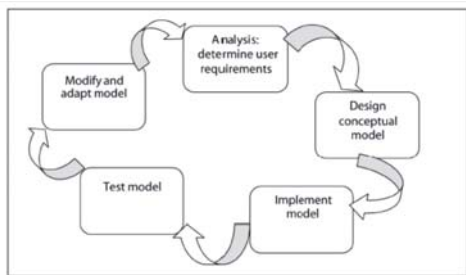 Analysis:
determine user
requirements
Design
conceptual
model
Implement
model
Test model
Modify and
adapt model